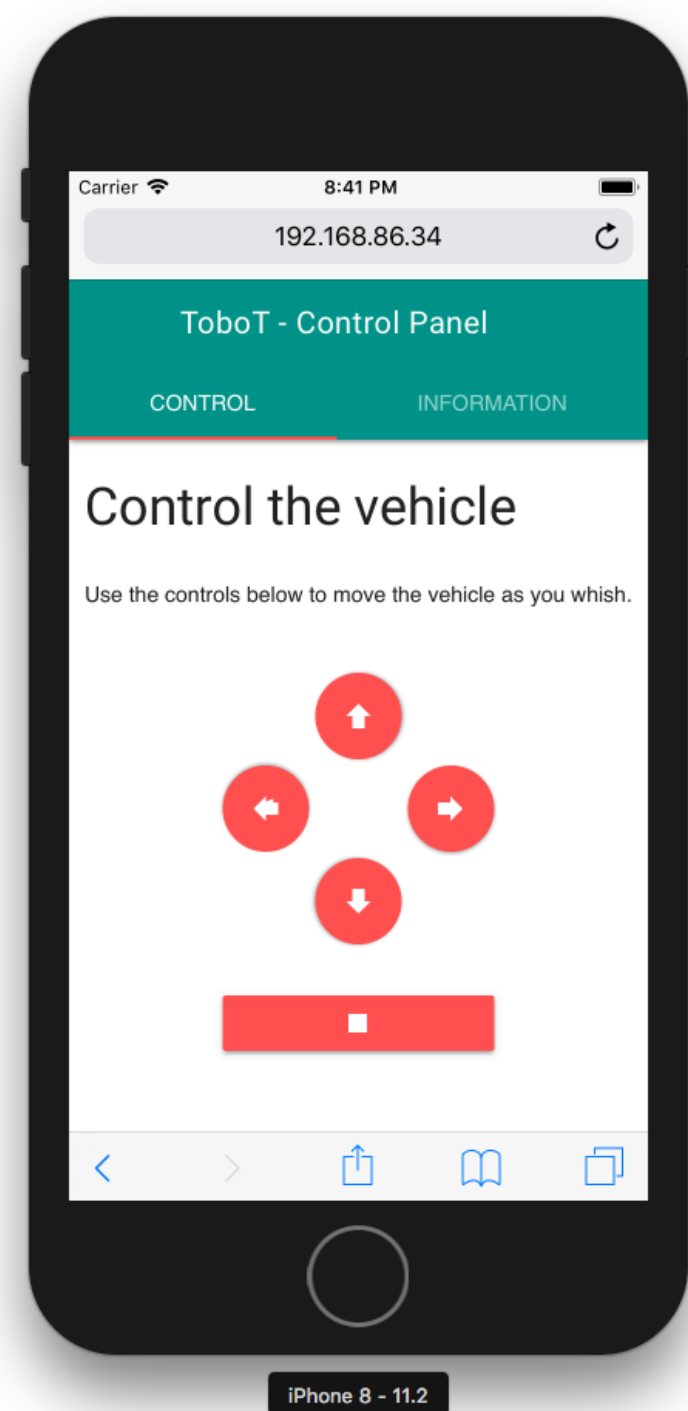 Carrier 8:41 PM
192.168.86.34
ToboT - Control Panel
CONTROL INFORMATION
Control the vehicle
Use the controls below to move the vehicle as you whish.
iPhone 8 - 11.2